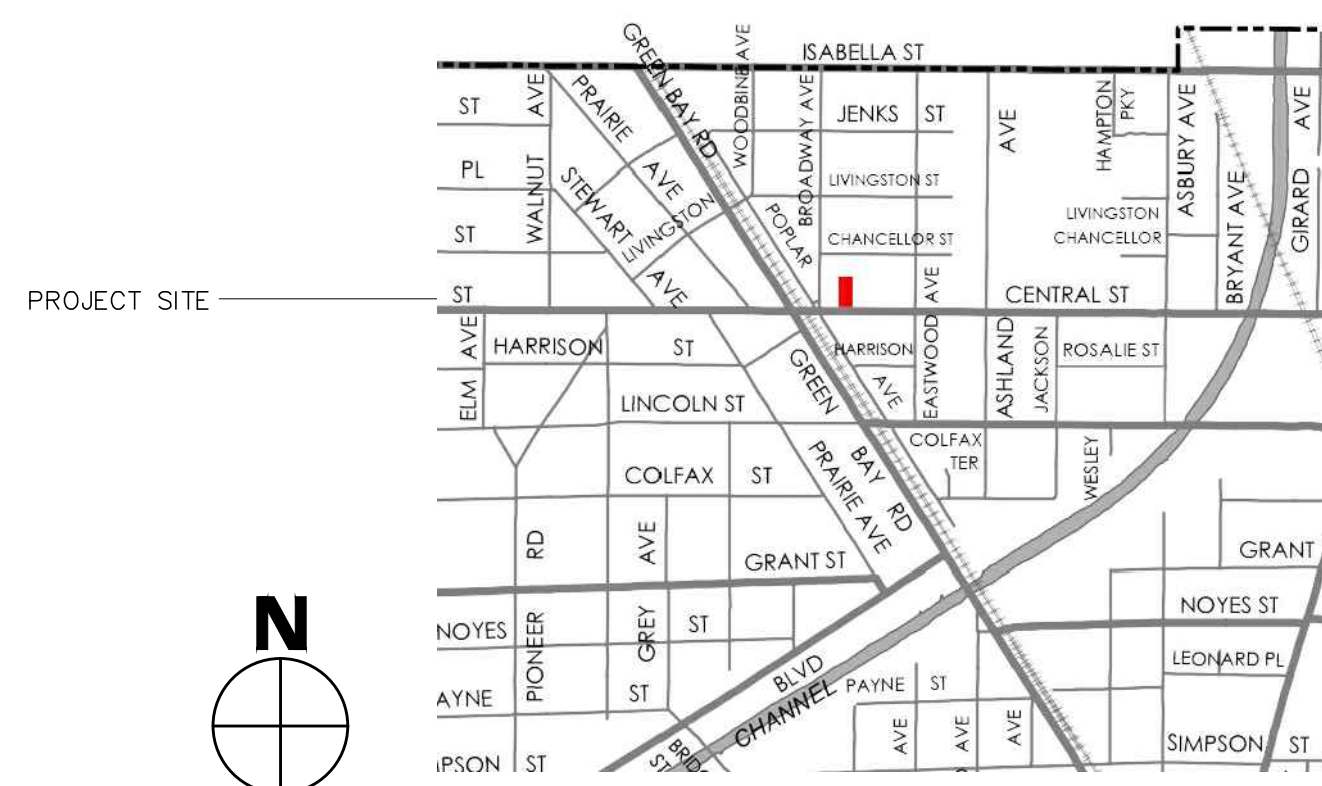 ISABELLA ST
GREEN BAY RD
WOODBINE AVE
BROADWAY AVE
PRAIRIE
AVE
ST
AVE
WALNUT
JENKS ST
AVE
HAMPTON
PKY
ASBURY AVE
AVE
GIRARD
PL
STEWART
AVE
LIVINGSTON
LIVINGSTON ST
POPLAR
LIVINGSTON
CHANCELLOR
BRYANT AVE
ST
CHANCELLOR ST
PROJECT SITE
ST
EASTWOOD AVE
CENTRAL ST
ELM AVE
HARRISON ST
GREEN
HARRISON
AVE
ASHLAND
JACKSON
ROSALIE ST
LINCOLN ST
COLFAX
TER
WESLEY
COLFAX ST
BAY RD
PRAIRIE AVE
RD
AVE
GRANT ST
GRANT
N
NOYES
PIONEER
GREY
ST
NOYES ST
LEONARD PL
AYNE
ST
BLVD
CHANNEL
PAYNE ST
AVE
AVE
AVE
SIMPSON ST
PSON ST
ST